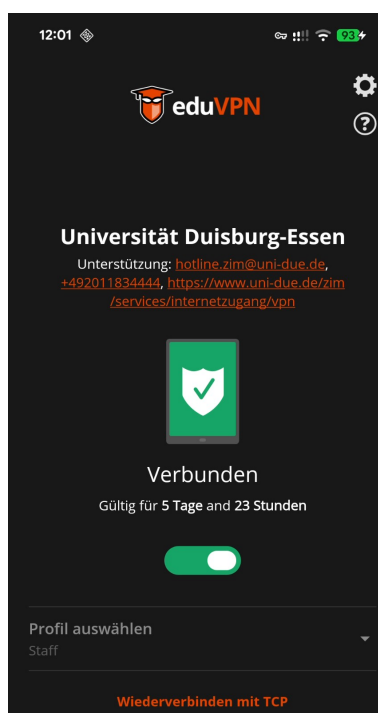 12:01
93
eduVPN
Universität Duisburg-Essen
Unterstützung: hotline.zim@uni-due.de,
+492011834444, https://www.uni-due.de/zim
/services/internetzugang/vpn
Verbunden
Gültig für 5 Tage and 23 Stunden
Profil auswählen
Staff
Wiederverbinden mit TCP